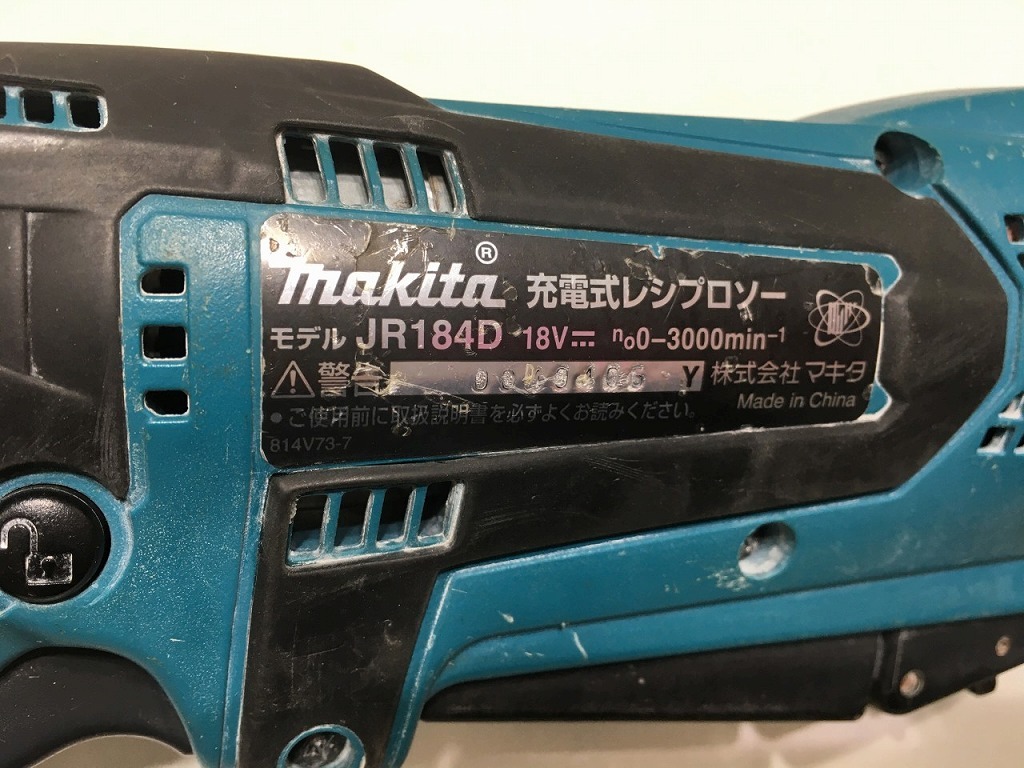 makita® 充電式レシプロソー
モデル JR184D 18V⎓ n₀0-3000min⁻¹
⚠警告 Y 株式会社マキタ
• ご使用前に取扱説明書を必ずよくお読みください。
Made in China
814V73-7